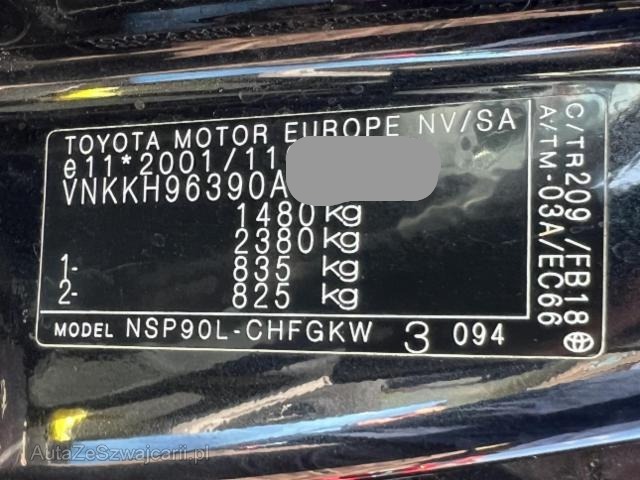 TOYOTA MOTOR EUROPE NV/SA
e11*2001/11
VNKKH96390A
1480 kg
2380 kg
1- 835 kg
2- 825 kg
MODEL NSP90L-CHFGKW 3 094
C/TR209 /FB18
A/TM-03A/EC66
AutaZeSzwajcarii.pl